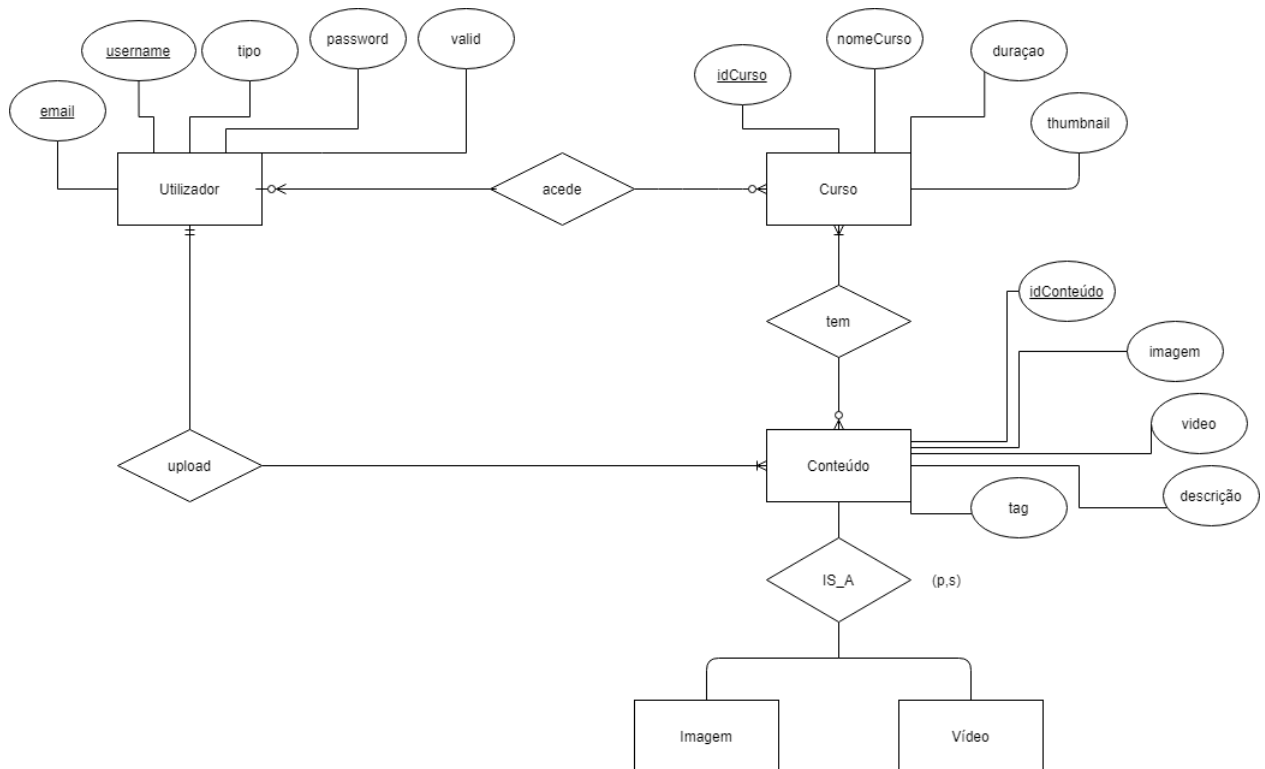 username
tipo
password
valid
email
Utilizador
acede
idCurso
nomeCurso
duraçao
thumbnail
Curso
tem
idConteúdo
imagem
video
descrição
tag
upload
Conteúdo
IS_A
(p,s)
Imagem
Vídeo